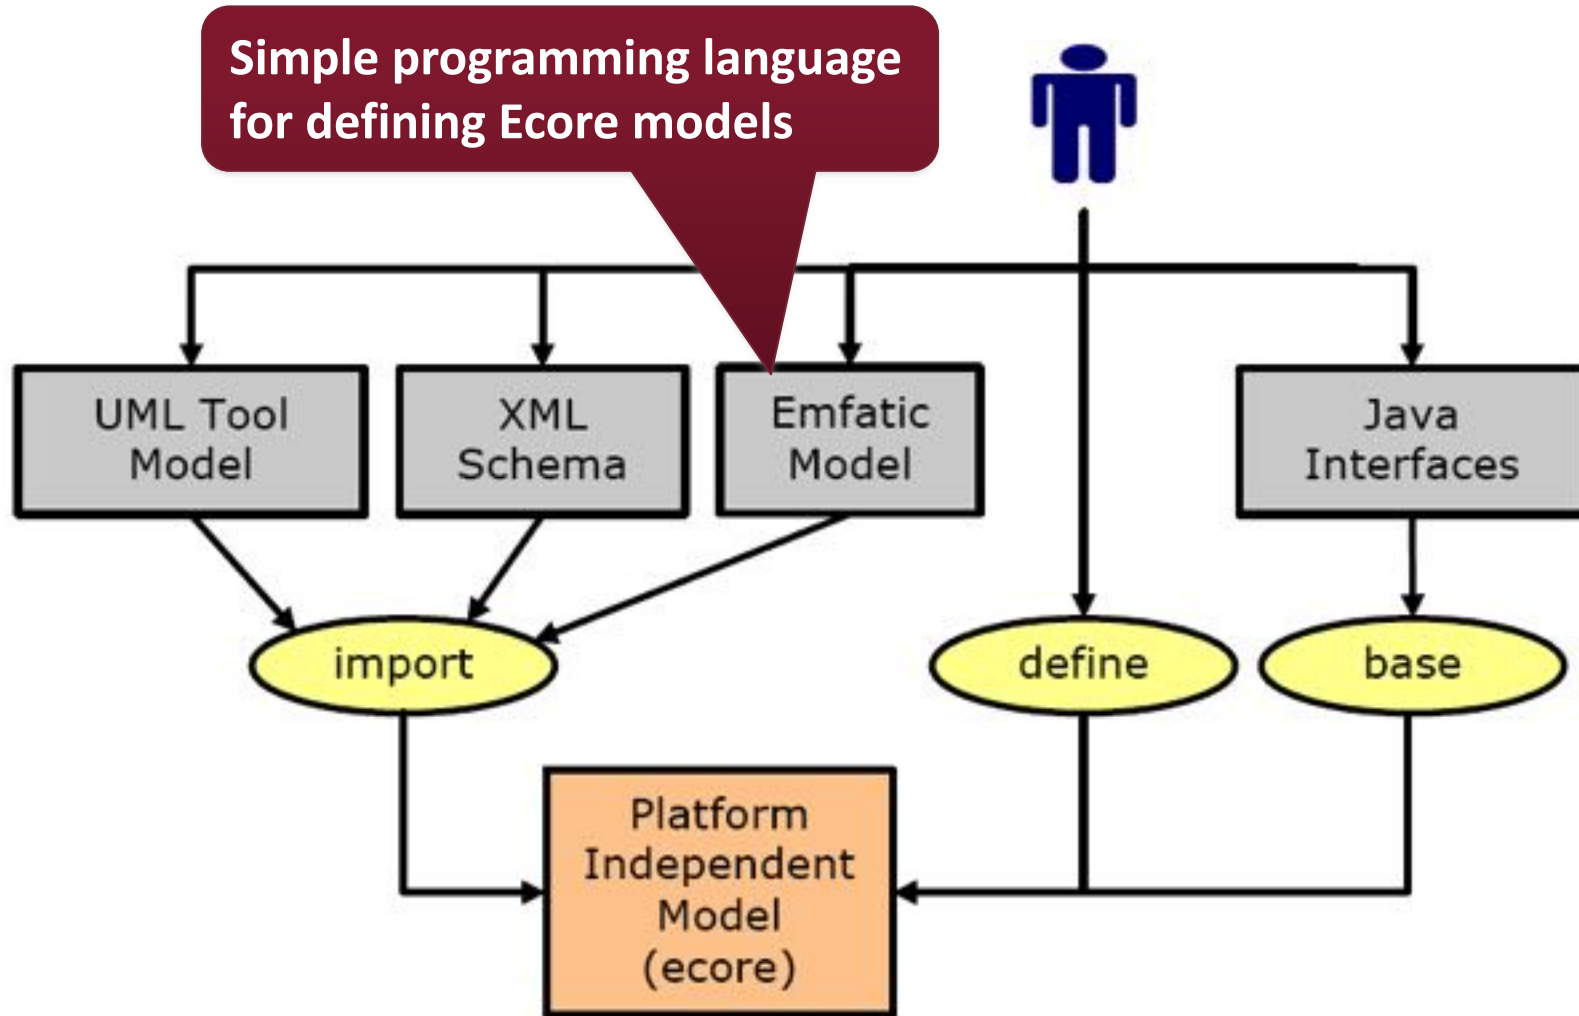 Simple programming language
for defining Ecore models
UML Tool
Model
XML
Schema
Emfatic
Model
Java
Interfaces
import
define
base
Platform
Independent
Model
(ecore)